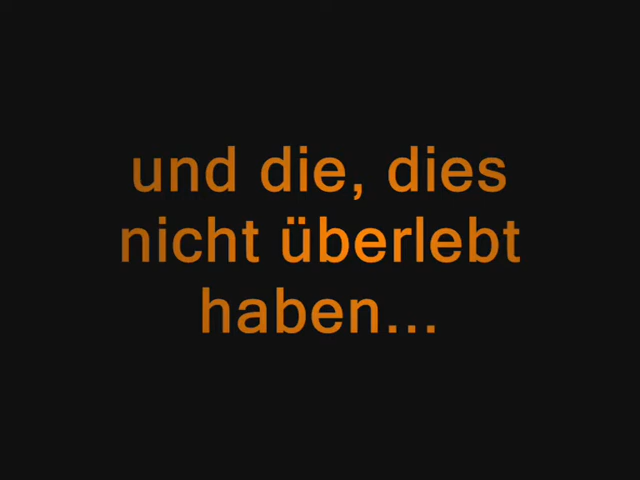 und die, dies
nicht überlebt
haben...